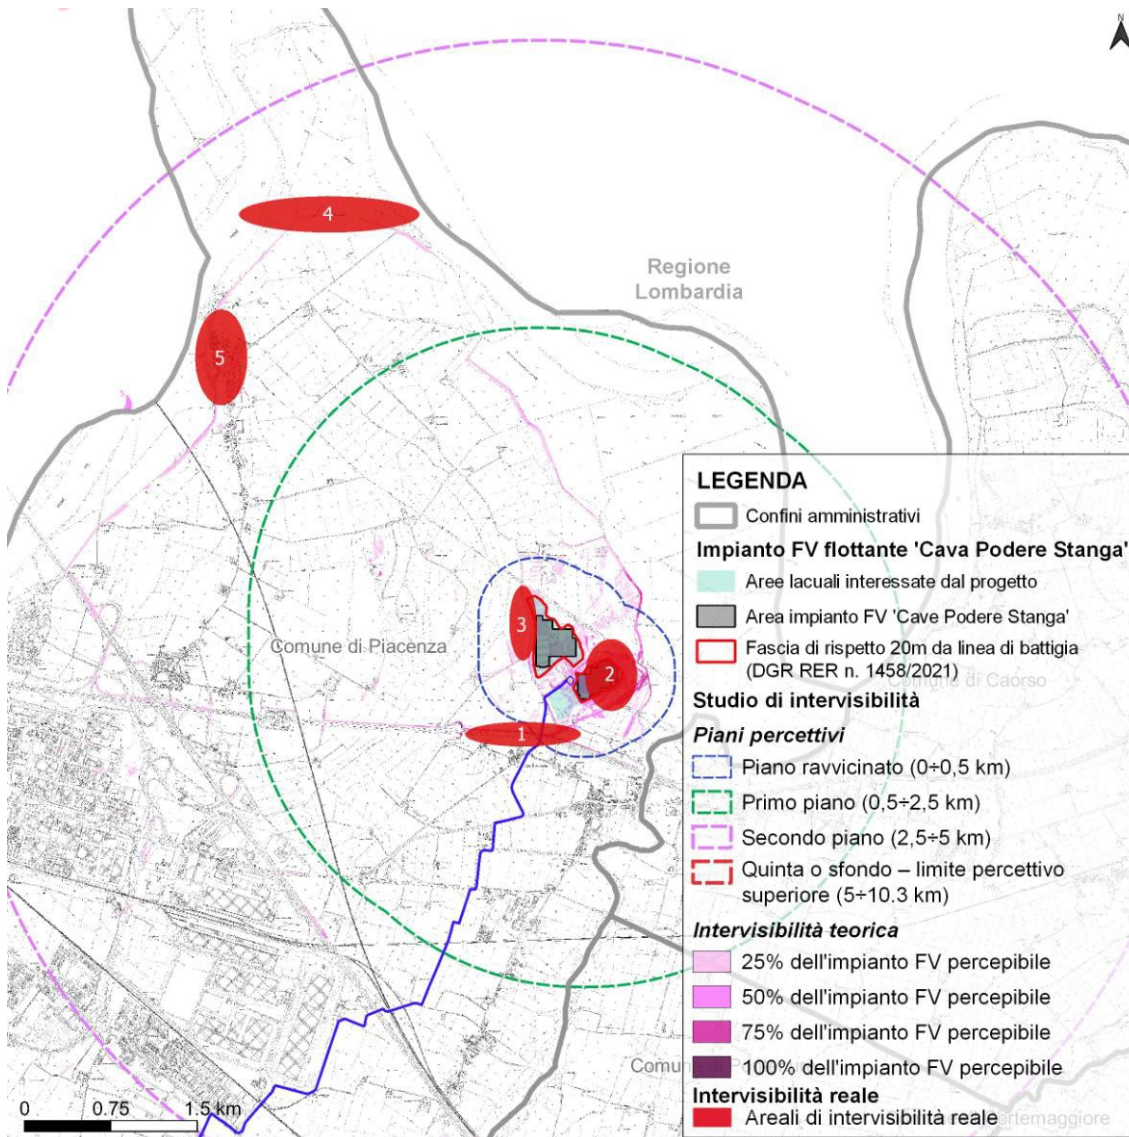 N
4
Regione
Lombardia
5
3
Comune di Piacenza
2
1
LEGENDA
Confini amministrativi
Impianto FV flottante 'Cava Podere Stanga'
Aree lacuali interessate dal progetto
Area impianto FV 'Cave Podere Stanga'
Fascia di rispetto 20m da linea di battigia
(DGR RER n. 1458/2021)
Comune di Caorso
Studio di intervisibilità
Piani percettivi
Piano ravvicinato (0÷0,5 km)
Primo piano (0,5÷2,5 km)
Secondo piano (2,5÷5 km)
Quinta o sfondo – limite percettivo
superiore (5÷10.3 km)
Intervisibilità teorica
25% dell'impianto FV percepibile
50% dell'impianto FV percepibile
75% dell'impianto FV percepibile
100% dell'impianto FV percepibile
Intervisibilità reale
Areali di intervisibilità reale
0 0.75 1.5 km